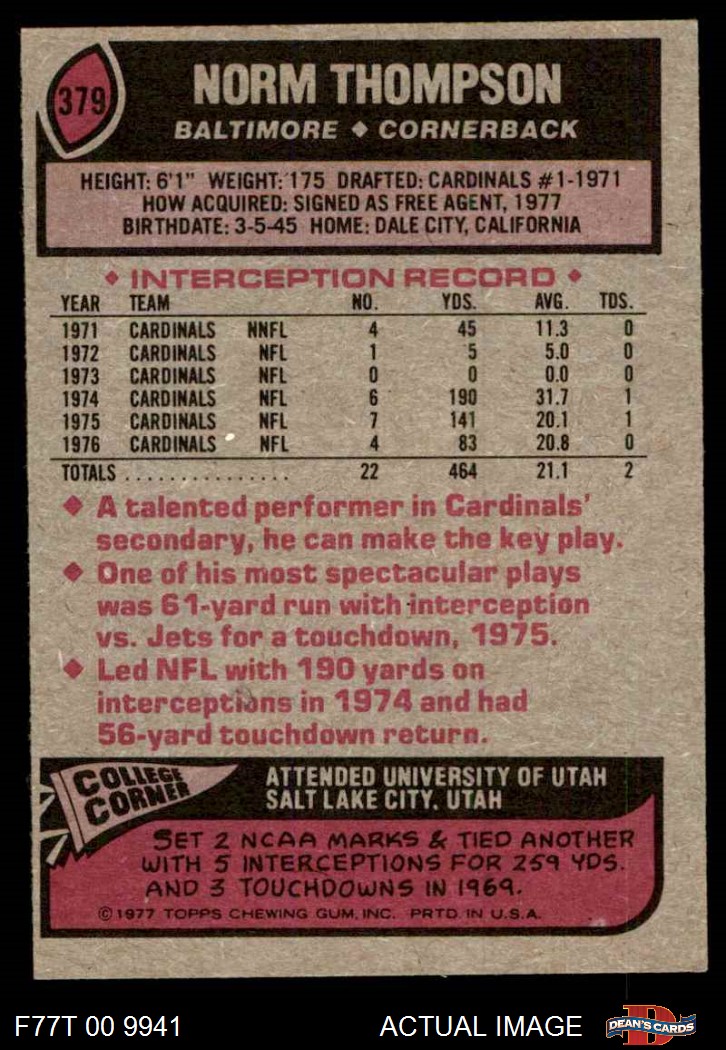 379
NORM THOMPSON
BALTIMORE ◆ CORNERBACK
HEIGHT: 6'1" WEIGHT: 175 DRAFTED: CARDINALS #1-1971
HOW ACQUIRED: SIGNED AS FREE AGENT, 1977
BIRTHDATE: 3-5-45 HOME: DALE CITY, CALIFORNIA
◆ INTERCEPTION RECORD ◆
YEAR TEAM NO. YDS. AVG. TDS.
1971 CARDINALS NNFL 4 45 11.3 0
1972 CARDINALS NFL 1 5 5.0 0
1973 CARDINALS NFL 0 0 0.0 0
1974 CARDINALS NFL 6 190 31.7 1
1975 CARDINALS NFL 7 141 20.1 1
1976 CARDINALS NFL 4 83 20.8 0
TOTALS ............... 22 464 21.1 2
◆ A talented performer in Cardinals'
secondary, he can make the key play.
◆ One of his most spectacular plays
was 61-yard run with interception
vs. Jets for a touchdown, 1975.
◆ Led NFL with 190 yards on
interceptions in 1974 and had
56-yard touchdown return.
COLLEGE
CORNER
ATTENDED UNIVERSITY OF UTAH
SALT LAKE CITY, UTAH
SET 2 NCAA MARKS & TIED ANOTHER
WITH 5 INTERCEPTIONS FOR 259 YDS.
AND 3 TOUCHDOWNS IN 1969.
©1977 TOPPS CHEWING GUM, INC. PRTD. IN U.S.A.
F77T 00 9941 ACTUAL IMAGE
D
DEAN'S CARDS